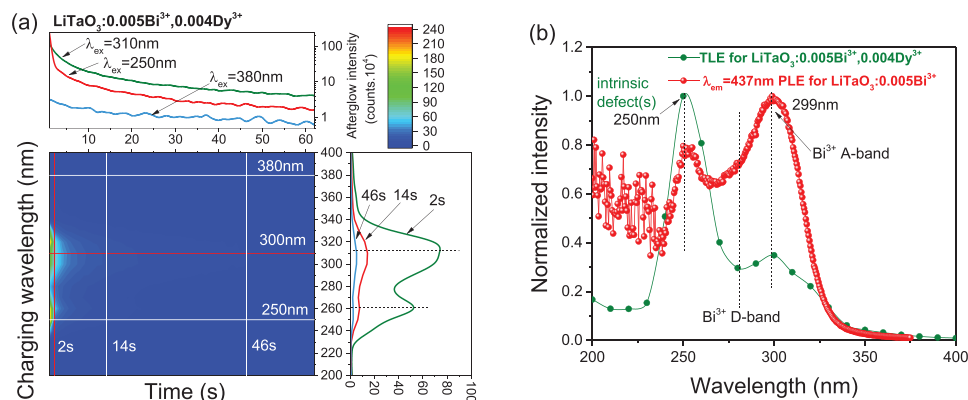 (a)
LiTaO3:0.005Bi3+,0.004Dy3+
λex=310nm
λex=250nm
λex=380nm
100
10
1
10 20 30 40 50 60
Afterglow intensity
(counts.10^4)
240
210
180
150
120
90
60
30
0
Charging wavelength (nm)
380nm
300nm
250nm
2s 14s 46s
Time (s)
400
380
360
340
320
300
280
260
240
220
200
46s 14s 2s
0 20 40 60 80 100
(b)
Normalized intensity
1.2
1.0
0.8
0.6
0.4
0.2
0.0
TLE for LiTaO3:0.005Bi3+,0.004Dy3+
λem=437nm PLE for LiTaO3:0.005Bi3+
intrinsic
defect(s)
250nm
299nm
Bi3+ A-band
Bi3+ D-band
200 250 300 350 400
Wavelength (nm)